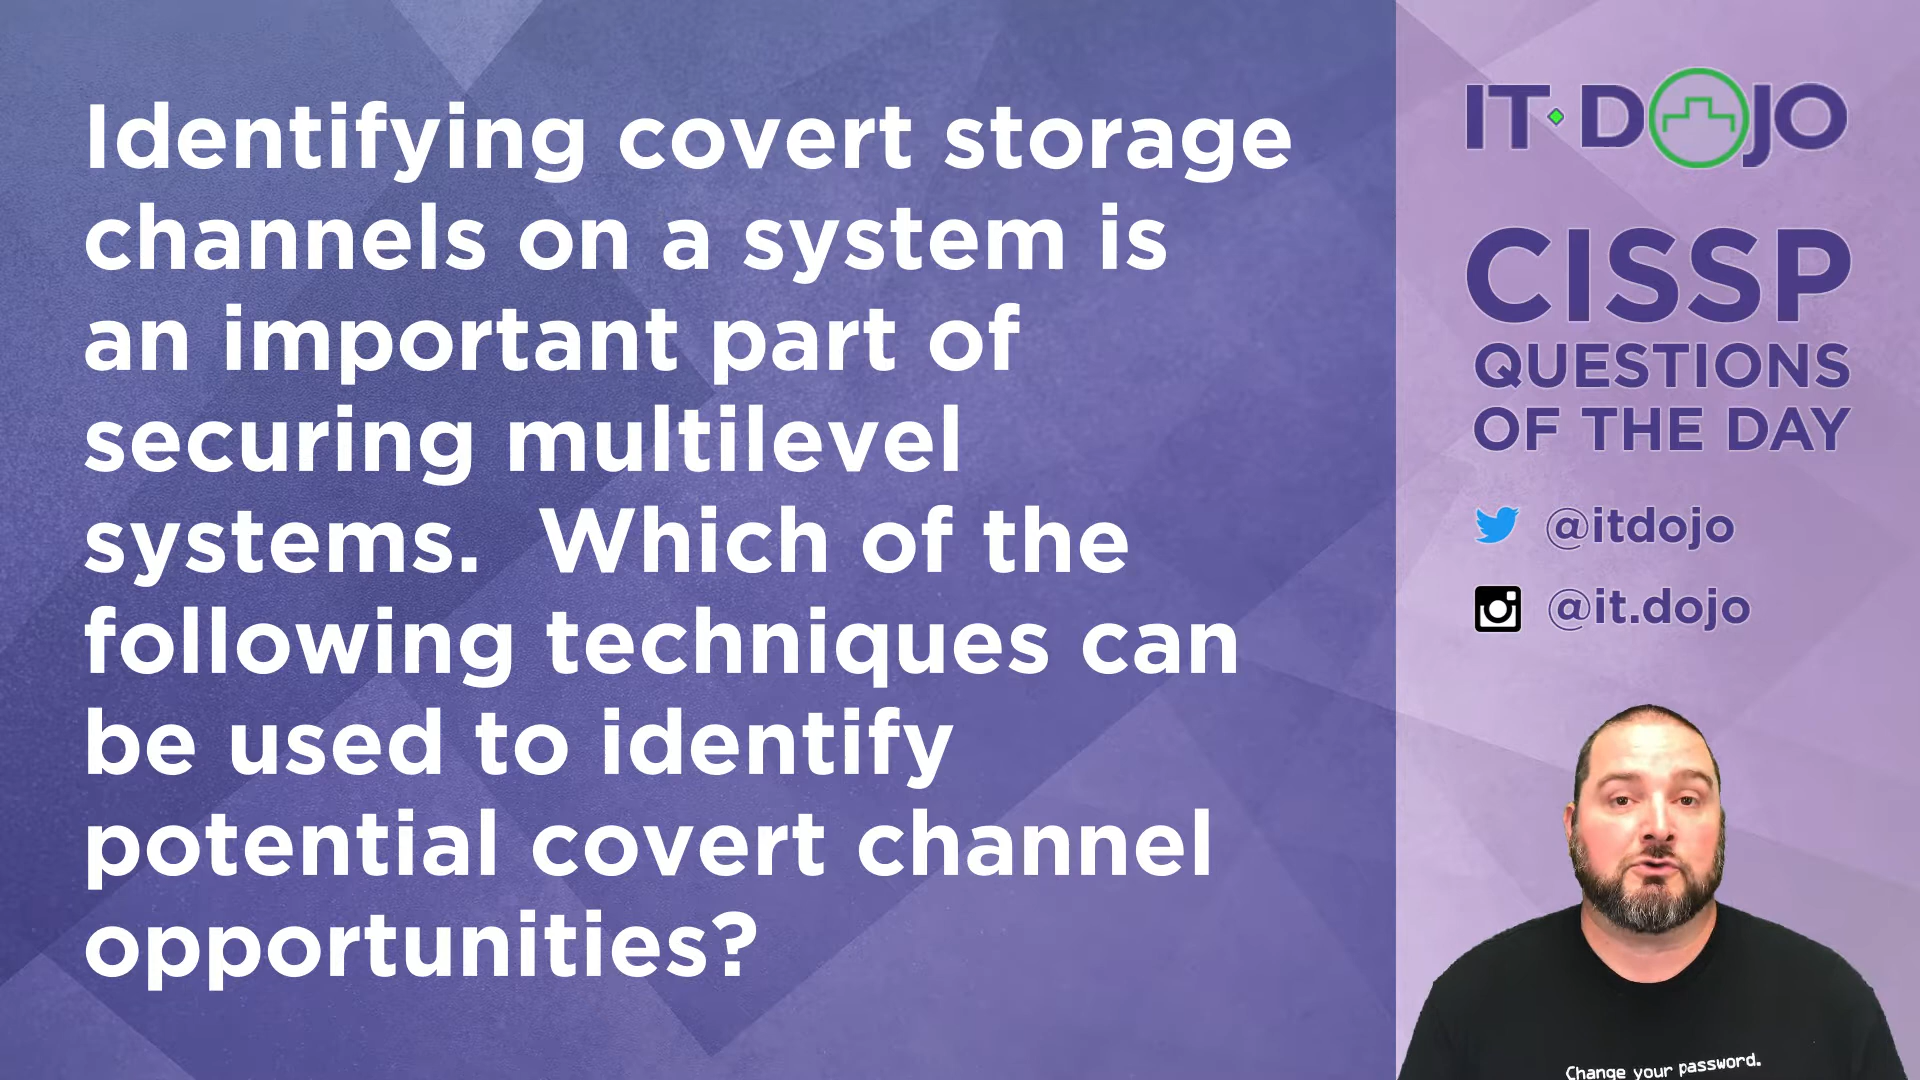 Identifying covert storage
channels on a system is
an important part of
securing multilevel
systems.  Which of the
following techniques can
be used to identify
potential covert channel
opportunities?
IT DOJO
CISSP
QUESTIONS
OF THE DAY
@itdojo
@it.dojo
Change your password.